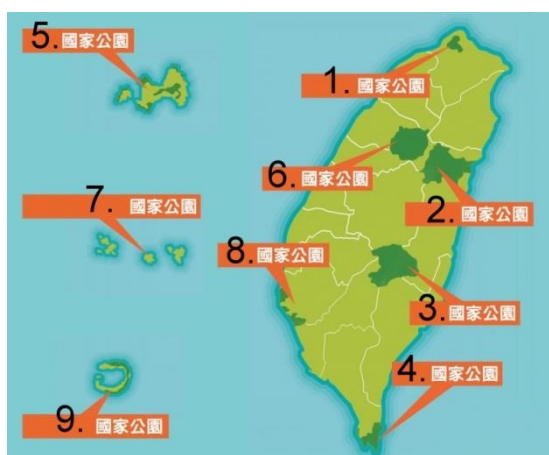 5. 國家公園
1. 國家公園
6. 國家公園
2. 國家公園
7. 國家公園
8. 國家公園
3. 國家公園
4. 國家公園
9. 國家公園